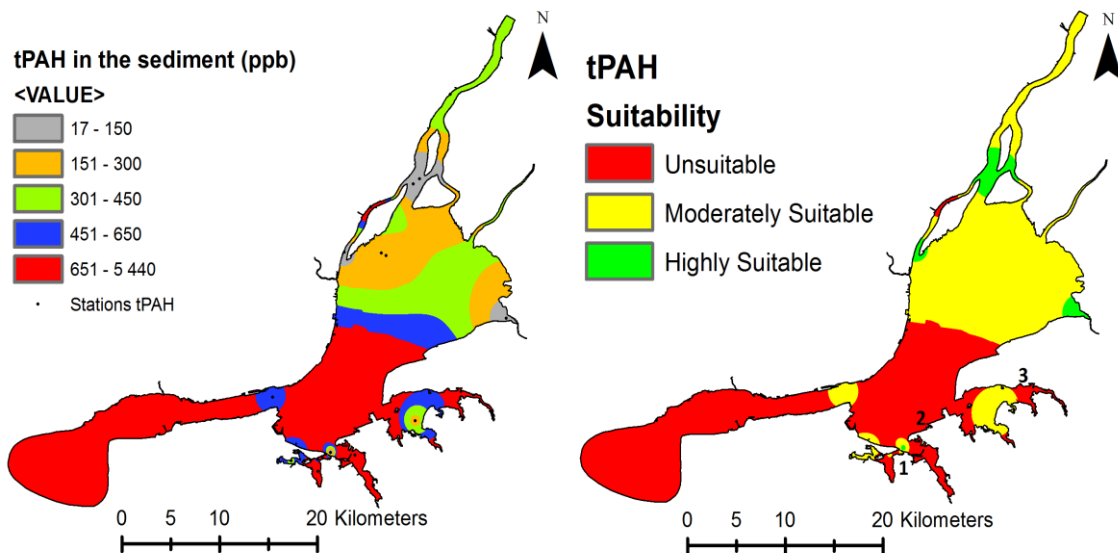 tPAH in the sediment (ppb)
<VALUE>
17 - 150
151 - 300
301 - 450
451 - 650
651 - 5 440
Stations tPAH
N
0 5 10 20 Kilometers
tPAH
Suitability
Unsuitable
Moderately Suitable
Highly Suitable
N
3
2
1
0 5 10 20 Kilometers